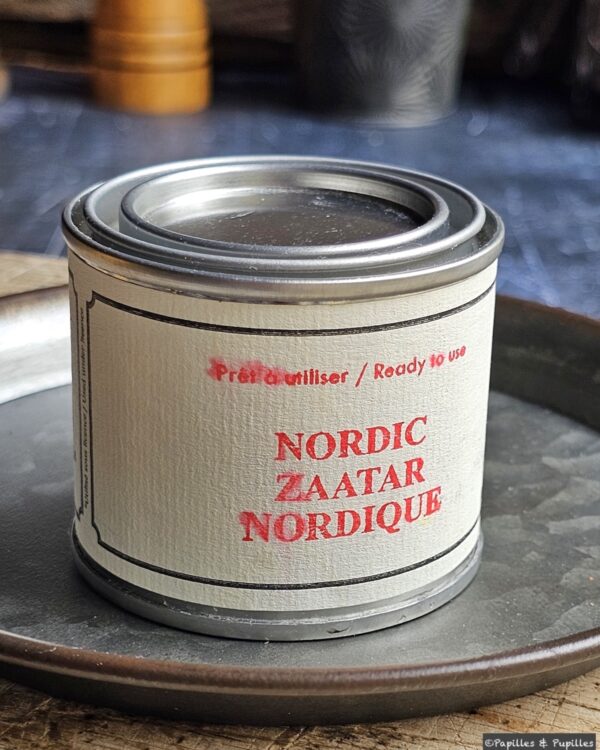 Prêt à utiliser / Ready to use
NORDIC
ZAATAR
NORDIQUE
©Papilles & Pupilles